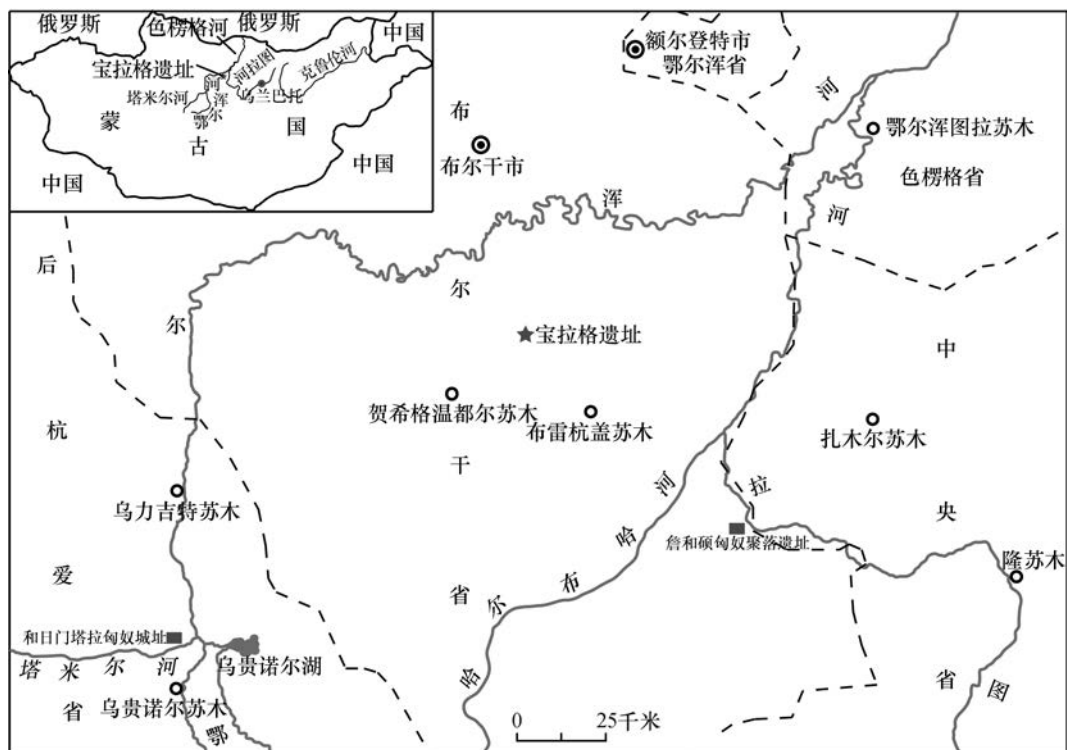 俄罗斯
色楞格河
俄罗斯
中国
宝拉格遗址
河拉图
克鲁伦河
塔米尔河
鄂尔浑河
乌兰巴托
蒙古国
中国
中国
额尔登特市
鄂尔浑省
布尔干市
鄂尔浑图拉苏木
色楞格省
宝拉格遗址
贺希格温都尔苏木
布雷杭盖苏木
扎木尔苏木
乌力吉特苏木
詹和硕匈奴聚落遗址
隆苏木
和日门塔拉匈奴城址
乌贵诺尔湖
塔米尔河
乌贵诺尔苏木
后杭爱省
布尔干省
中央省
鄂尔浑河
哈尔布哈河
图拉河
0 25千米